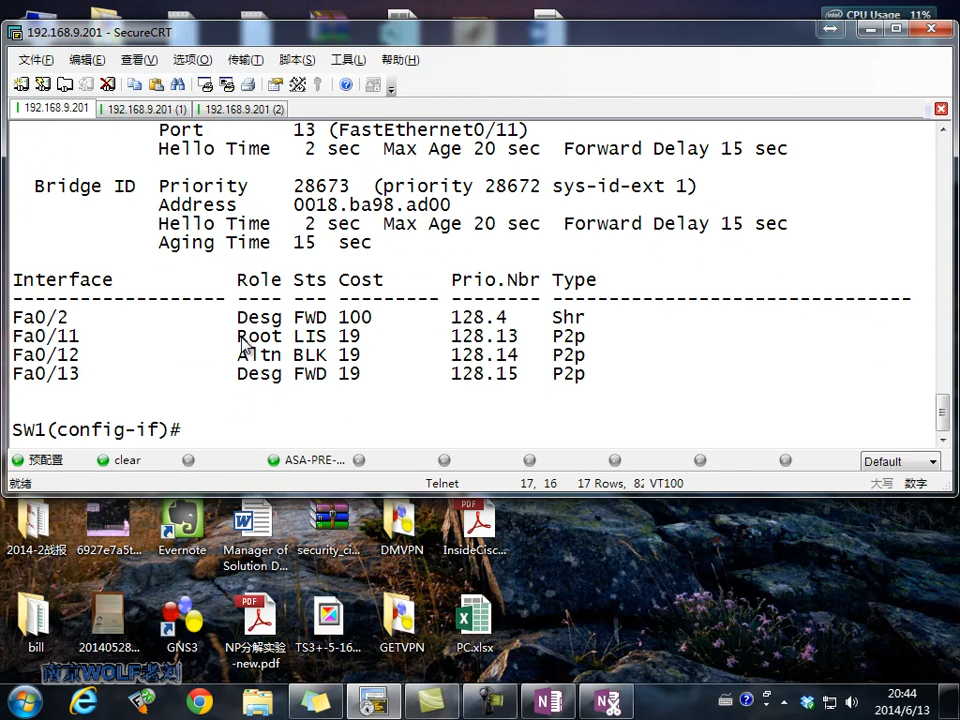 CPU Usage 11%
192.168.9.201 - SecureCRT
文件(F) 编辑(E) 查看(V) 选项(O) 传输(T) 脚本(S) 工具(L) 帮助(H)
192.168.9.201 192.168.9.201 (1) 192.168.9.201 (2)
Port 13 (FastEthernet0/11)
Hello Time 2 sec Max Age 20 sec Forward Delay 15 sec
Bridge ID Priority 28673 (priority 28672 sys-id-ext 1)
Address 0018.ba98.ad00
Hello Time 2 sec Max Age 20 sec Forward Delay 15 sec
Aging Time 15 sec
Interface Role Sts Cost Prio.Nbr Type
------------------- ---- --- --------- -------- --------------------------------
Fa0/2 Desg FWD 100 128.4 Shr
Fa0/11 Root LIS 19 128.13 P2p
Fa0/12 Altn BLK 19 128.14 P2p
Fa0/13 Desg FWD 19 128.15 P2p
SW1(config-if)#
预配置 clear ASA-PRE-... Default
就绪 Telnet 17, 16 17 Rows, 82 VT100 大写 数字
2014-2战报 6927e7a5t... Evernote Manager of Solution D... security_ci... DMVPN InsideCisc...
bill 20140528... GNS3 NP分解实验-new.pdf TS3+-5-16... GETVPN PC.xlsx
南京WOLF老刘
20:44
2014/6/13